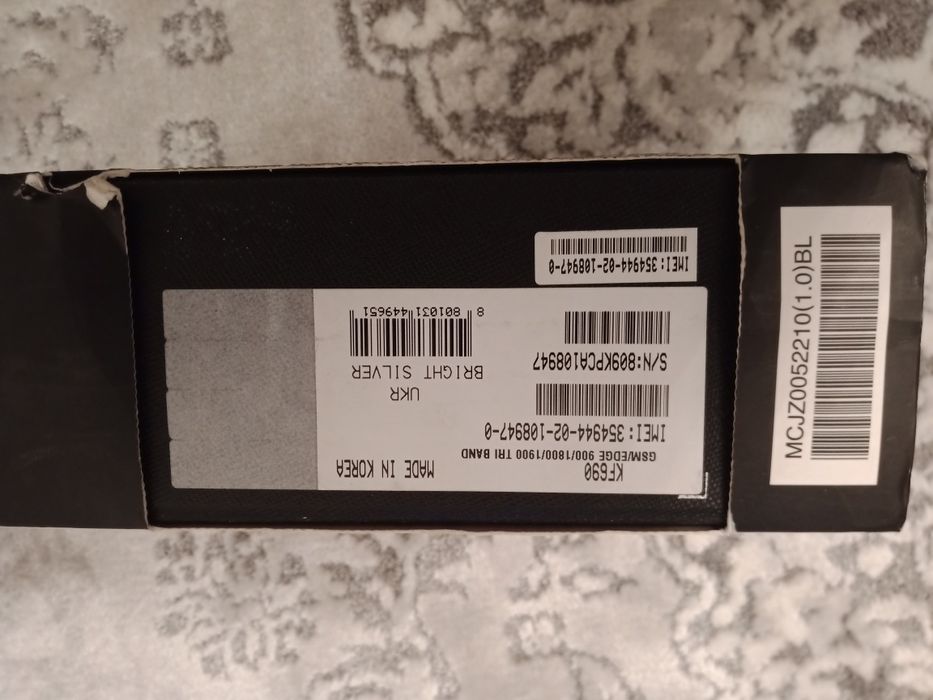 KF690
MADE IN KOREA
GSM/EDGE 900/1800/1900 TRI BAND
IMEI:354944-02-108947-0
UKR
S/N:809KPCA108947
BRIGHT SILVER
8 801031 449651
IMEI:354944-02-108947-0
MCJZ0052210(1.0)BL